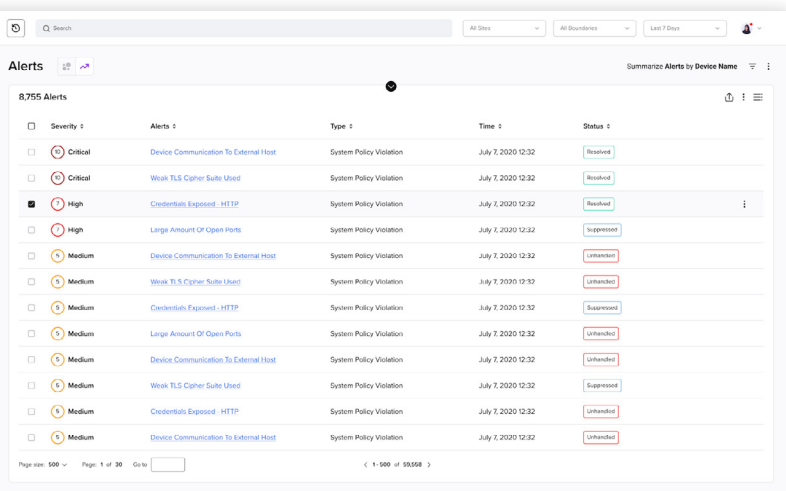 Search All Sites All Boundaries Last 7 Days
Alerts Summarize Alerts by Device Name
8,755 Alerts
Severity Alerts Type Time Status
10 Critical Device Communication To External Host System Policy Violation July 7, 2020 12:32 Resolved
10 Critical Weak TLS Cipher Suite Used System Policy Violation July 7, 2020 12:32 Resolved
7 High Credentials Exposed - HTTP System Policy Violation July 7, 2020 12:32 Resolved
7 High Large Amount Of Open Ports System Policy Violation July 7, 2020 12:32 Suppressed
5 Medium Device Communication To External Host System Policy Violation July 7, 2020 12:32 Unhandled
5 Medium Weak TLS Cipher Suite Used System Policy Violation July 7, 2020 12:32 Unhandled
5 Medium Credentials Exposed - HTTP System Policy Violation July 7, 2020 12:32 Suppressed
5 Medium Large Amount Of Open Ports System Policy Violation July 7, 2020 12:32 Unhandled
5 Medium Device Communication To External Host System Policy Violation July 7, 2020 12:32 Unhandled
5 Medium Weak TLS Cipher Suite Used System Policy Violation July 7, 2020 12:32 Suppressed
5 Medium Credentials Exposed - HTTP System Policy Violation July 7, 2020 12:32 Unhandled
5 Medium Device Communication To External Host System Policy Violation July 7, 2020 12:32 Unhandled
Page size: 500 Page: 1 of 30 Go to 1 - 500 of 59,558